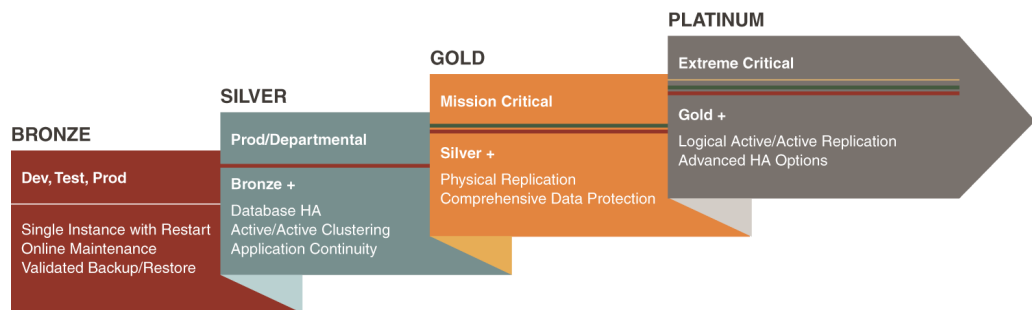 BRONZE
Dev, Test, Prod
Single Instance with Restart
Online Maintenance
Validated Backup/Restore
SILVER
Prod/Departmental
Bronze +
Database HA
Active/Active Clustering
Application Continuity
GOLD
Mission Critical
Silver +
Physical Replication
Comprehensive Data Protection
PLATINUM
Extreme Critical
Gold +
Logical Active/Active Replication
Advanced HA Options